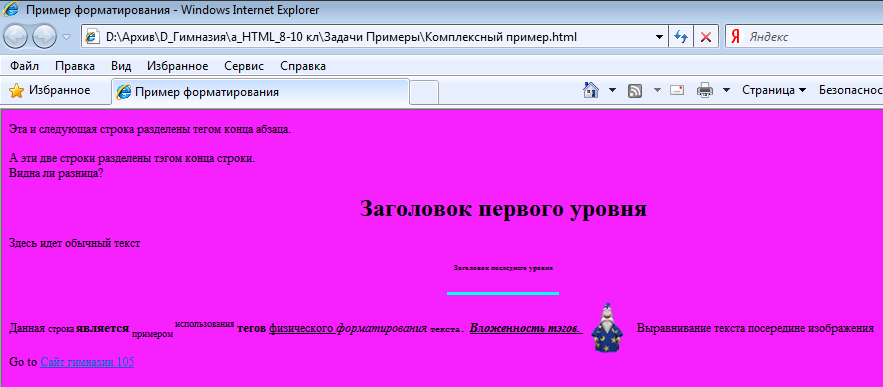 Пример форматирования - Windows Internet Explorer
D:\Архив\D_Гимназия\a_HTML_8-10 кл\Задачи Примеры\Комплексный пример.html Яндекс
Файл Правка Вид Избранное Сервис Справка
Избранное Пример форматирования Страница Безопаснос
Эта и следующая строка разделены тегом конца абзаца.
А эти две строки разделены тэгом конца строки.
Видна ли разница?
Заголовок первого уровня
Здесь идет обычный текст
Заголовок последнего уровня
Данная строка является примером использования тегов физического форматирования текста. Вложенность тэгов. Выравнивание текста посередине изображения
Go to Сайт гимназии 105